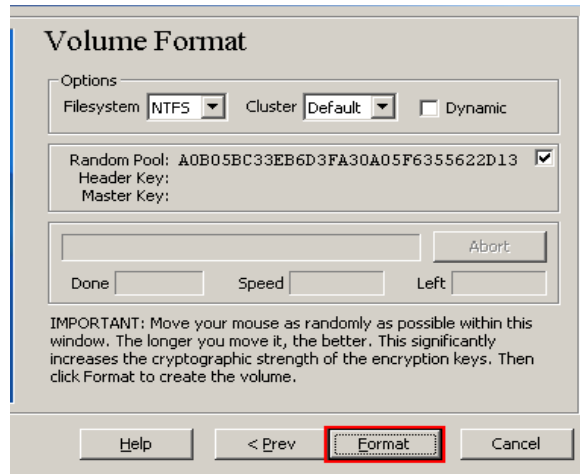 Volume Format
Options
Filesystem NTFS Cluster Default Dynamic
Random Pool: A0B05BC33EB6D3FA30A05F6355622D13
Header Key:
Master Key:
Abort
Done Speed Left
IMPORTANT: Move your mouse as randomly as possible within this
window. The longer you move it, the better. This significantly
increases the cryptographic strength of the encryption keys. Then
click Format to create the volume.
Help < Prev Format Cancel